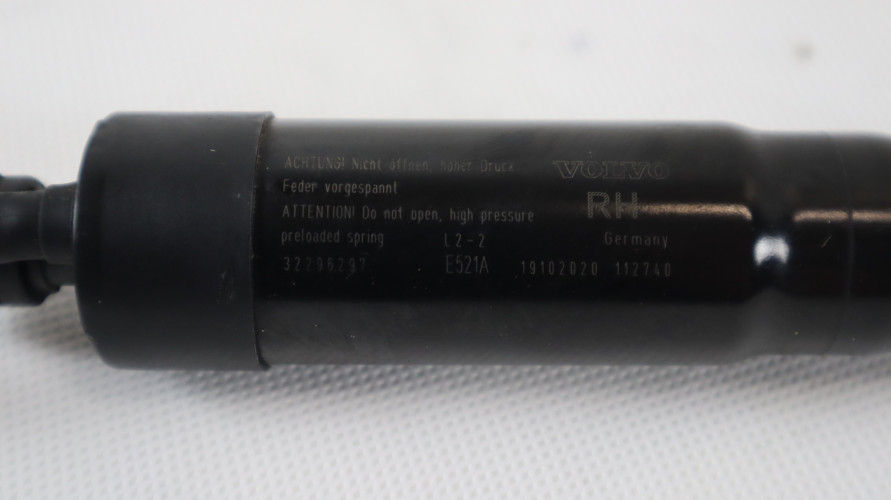 ACHTUNG! Nicht öffnen, hoher Druck VOLVO
Feder vorgespannt RH
ATTENTION! Do not open, high pressure
preloaded spring L2-2 Germany
32296297 E521A 19102020 112740